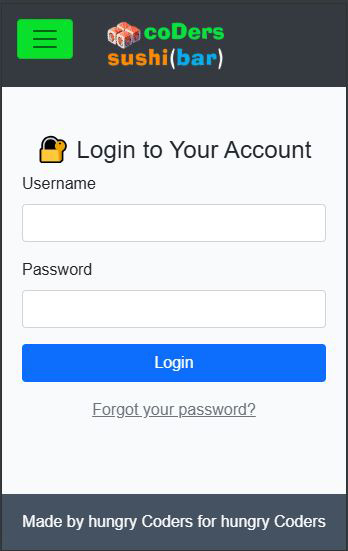 coDers
sushi(bar)
Login to Your Account
Username
Password
Login
Forgot your password?
Made by hungry Coders for hungry Coders